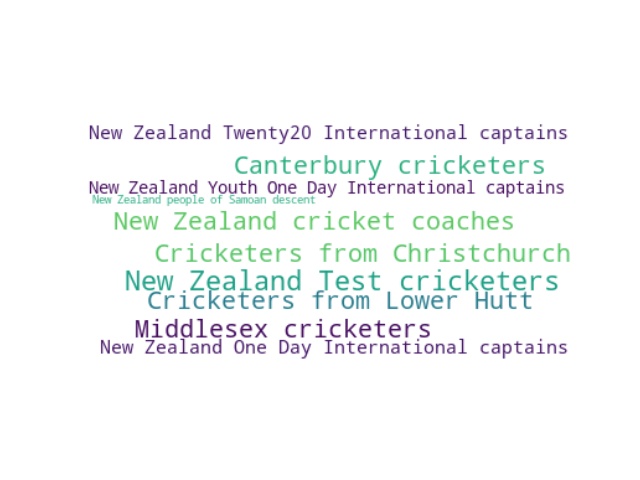 New Zealand Twenty20 International captains
Canterbury cricketers
New Zealand Youth One Day International captains
New Zealand people of Samoan descent
New Zealand cricket coaches
Cricketers from Christchurch
New Zealand Test cricketers
Cricketers from Lower Hutt
Middlesex cricketers
New Zealand One Day International captains